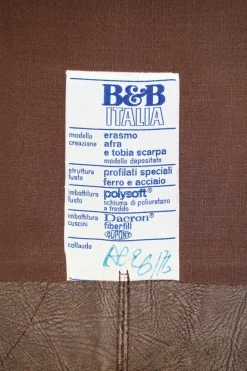 B&B
ITALIA
modello erasmo
creazione afra
e tobia scarpa
modello depositato
struttura profilati speciali
fusto ferro e acciaio
imbottitura polysoft®
fusto schiuma di poliuretano
a freddo
imbottitura Dacron®
cuscini fiberfill
DUPONT
collaudo